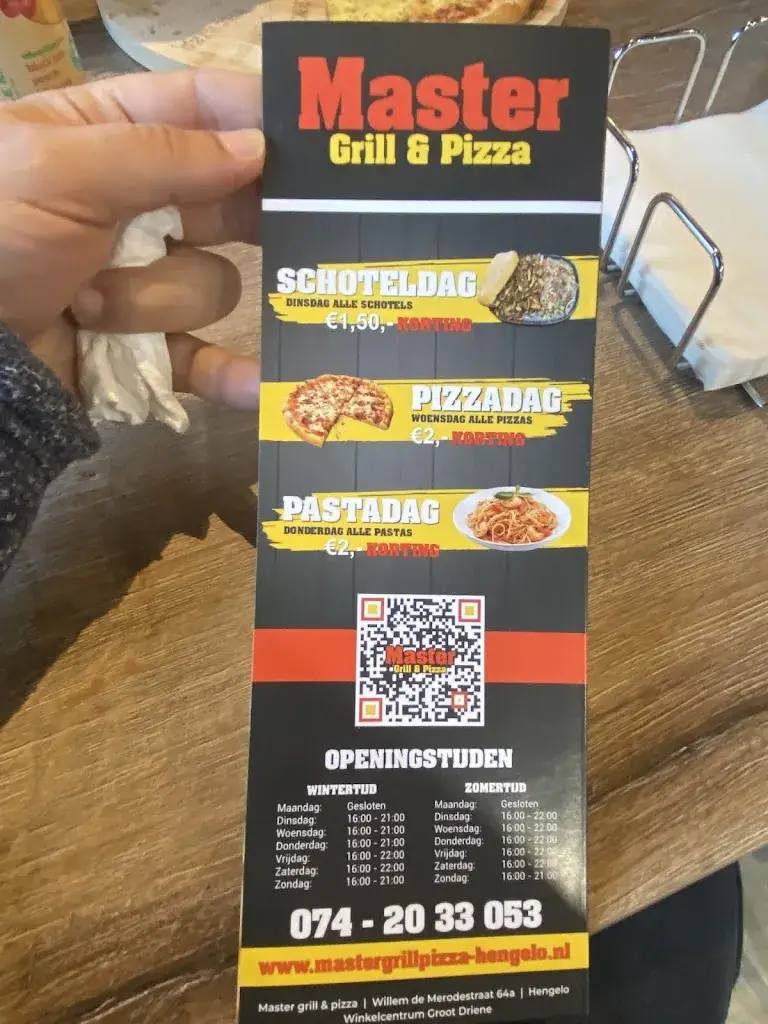 Master
Grill & Pizza
SCHOTELDAG
DINSDAG ALLE SCHOTELS
€1,50,- KORTING
PIZZADAG
WOENSDAG ALLE PIZZAS
€2,- KORTING
PASTADAG
DONDERDAG ALLE PASTAS
€2,- KORTING
Master
Grill & Pizza
OPENINGSTIJDEN
WINTERTIJD
Maandag: Gesloten
Dinsdag: 16:00 - 21:00
Woensdag: 16:00 - 21:00
Donderdag: 16:00 - 21:00
Vrijdag: 16:00 - 22:00
Zaterdag: 16:00 - 22:00
Zondag: 16:00 - 21:00
ZOMERTIJD
Maandag: Gesloten
Dinsdag: 16:00 - 22:00
Woensdag: 16:00 - 22:00
Donderdag: 16:00 - 22:00
Vrijdag: 16:00 - 22:00
Zaterdag: 16:00 - 22:00
Zondag: 16:00 - 21:00
074 - 20 33 053
www.mastergrillpizza-hengelo.nl
Master grill & pizza | Willem de Merodestraat 64a | Hengelo
Winkelcentrum Groot Driene